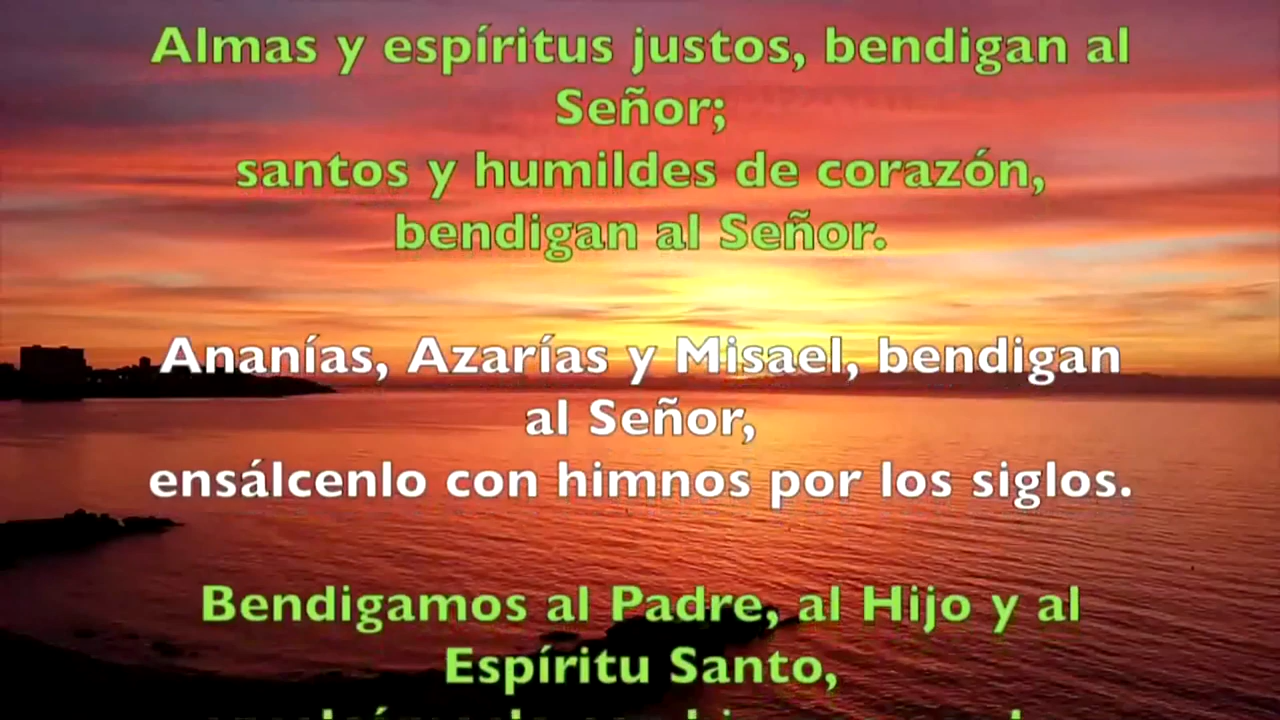 Almas y espíritus justos, bendigan al
Señor;
santos y humildes de corazón,
bendigan al Señor.
Ananías, Azarías y Misael, bendigan
al Señor,
ensálcenlo con himnos por los siglos.
Bendigamos al Padre, al Hijo y al
Espíritu Santo,